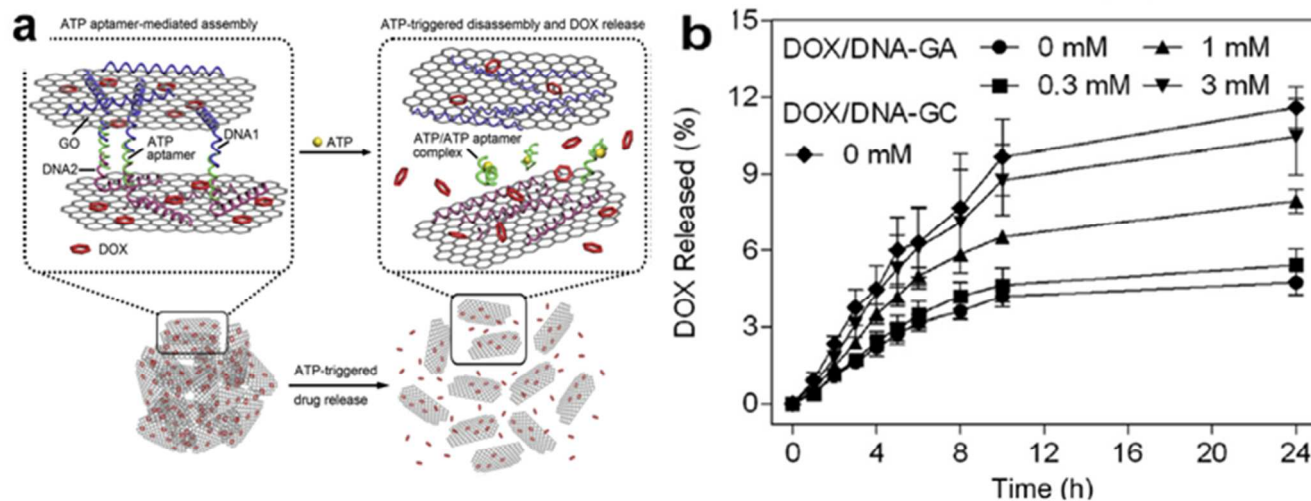 a
ATP aptamer-mediated assembly
ATP-triggered disassembly and DOX release
GO
DNA1
ATP
aptamer
DNA2
DOX
ATP
ATP/ATP aptamer
complex
ATP-triggered
drug release
b
DOX/DNA-GA
0 mM
1 mM
0.3 mM
3 mM
DOX/DNA-GC
0 mM
DOX Released (%)
15
12
9
6
3
0
0
4
8
12
16
20
24
Time (h)